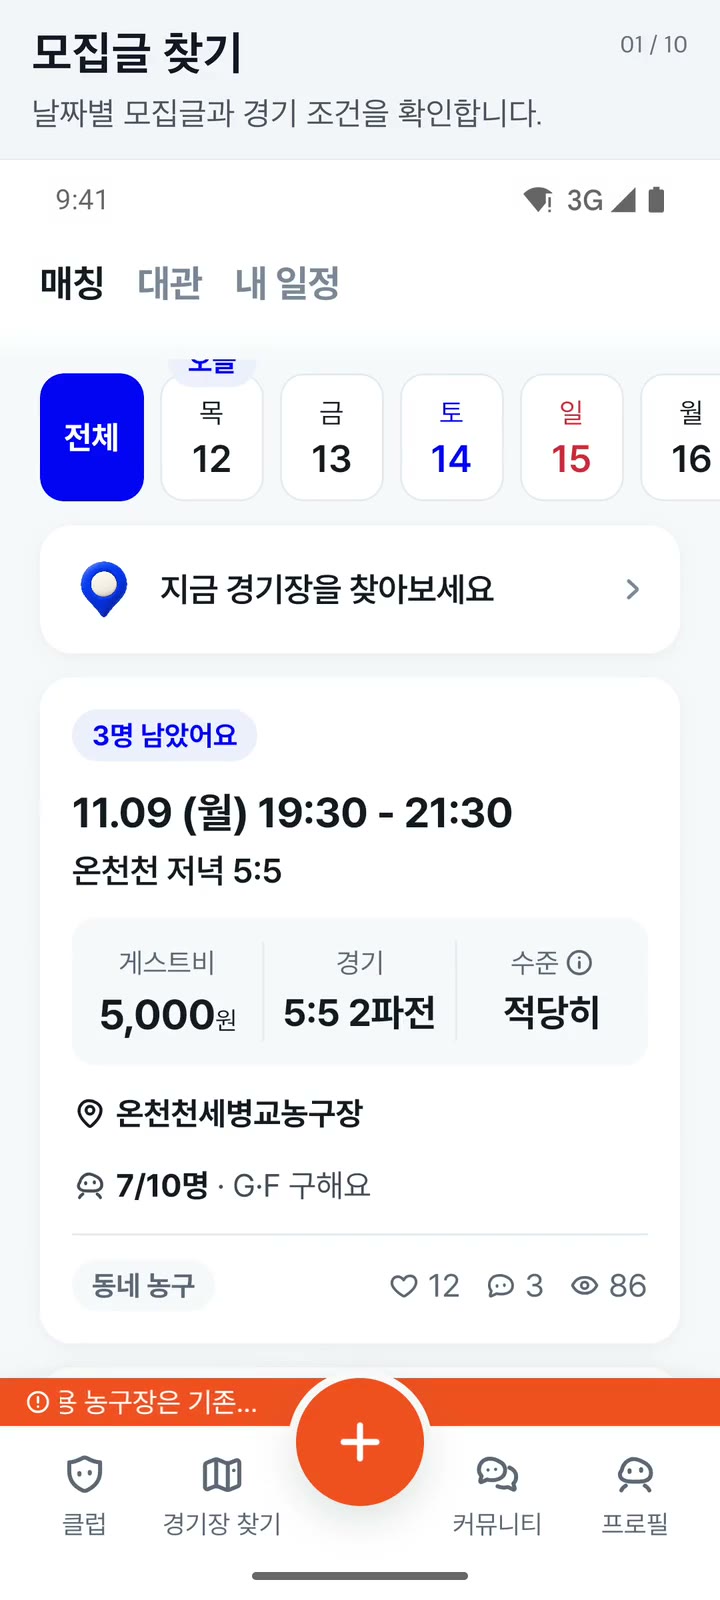 모집글 찾기
01 / 10
날짜별 모집글과 경기 조건을 확인합니다.
9:41
3G
매칭 대관 내 일정
오늘
전체
목 12
금 13
토 14
일 15
월 16
지금 경기장을 찾아보세요
3명 남았어요
11.09 (월) 19:30 - 21:30
온천천 저녁 5:5
게스트비 경기 수준
5,000원 5:5 2파전 적당히
온천천세병교농구장
7/10명 · G·F 구해요
동네 농구 12 3 86
농구장은 기존...
클럽 경기장 찾기 커뮤니티 프로필